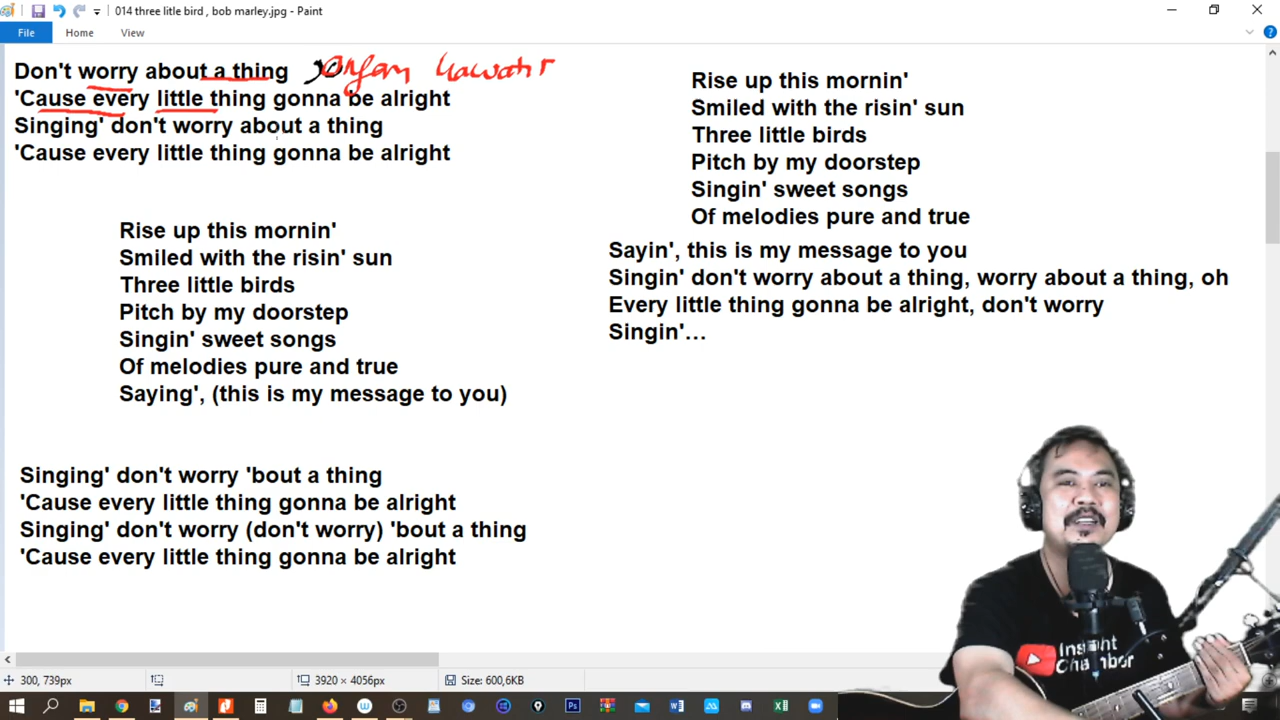 014 three litle bird , bob marley.jpg - Paint
File Home View
Don't worry about a thing
'Cause every little thing gonna be alright
Singing' don't worry about a thing
'Cause every little thing gonna be alright
Rise up this mornin'
Smiled with the risin' sun
Three little birds
Pitch by my doorstep
Singin' sweet songs
Of melodies pure and true
Saying', (this is my message to you)
Singing' don't worry 'bout a thing
'Cause every little thing gonna be alright
Singing' don't worry (don't worry) 'bout a thing
'Cause every little thing gonna be alright
Rise up this mornin'
Smiled with the risin' sun
Three little birds
Pitch by my doorstep
Singin' sweet songs
Of melodies pure and true
Sayin', this is my message to you
Singin' don't worry about a thing, worry about a thing, oh
Every little thing gonna be alright, don't worry
Singin'...
Insight
Chambor
300, 739px 3920 × 4056px Size: 600,6KB